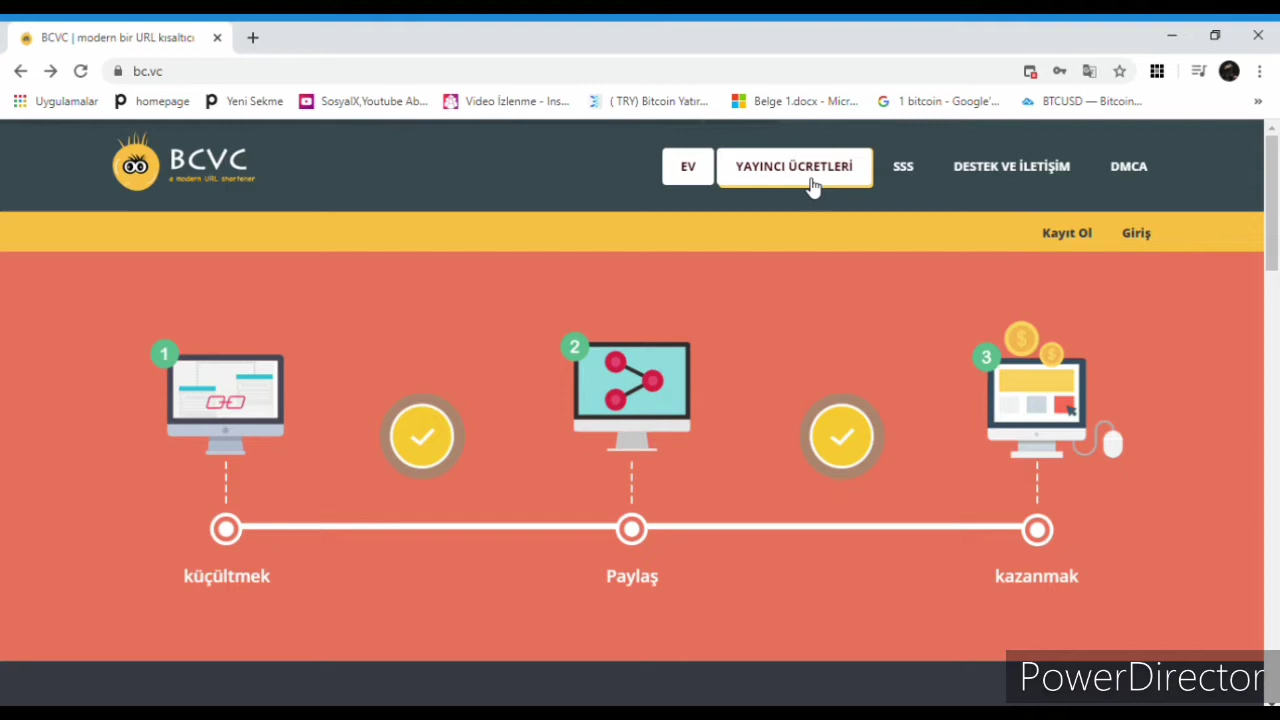 BCVC | modern bir URL kısaltıcı
bc.vc
Uygulamalar
homepage
Yeni Sekme
SosyalX,Youtube Ab...
Video İzlenme - Ins...
( TRY) Bitcoin Yatır...
Belge 1.docx - Micr...
1 bitcoin - Google'...
BTCUSD — Bitcoin...
BCVC
a modern URL shortener
EV
YAYINCI ÜCRETLERİ
SSS
DESTEK VE İLETİŞİM
DMCA
Kayıt Ol
Giriş
1
2
3
küçültmek
Paylaş
kazanmak
PowerDirector